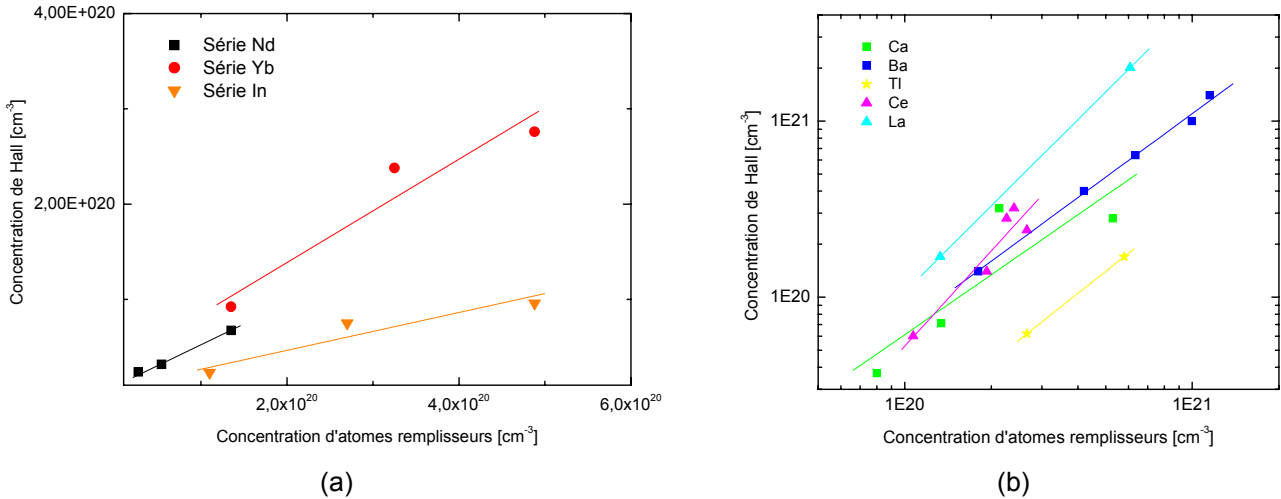 4,00E+020
2,00E+020
Concentration de Hall [cm⁻³]
Série Nd
Série Yb
Série In
2,0x10²⁰
4,0x10²⁰
6,0x10²⁰
Concentration d'atomes remplisseurs [cm⁻³]
(a)
1E21
1E20
Concentration de Hall [cm⁻³]
Ca
Ba
Tl
Ce
La
1E20
1E21
Concentration d'atomes remplisseurs [cm⁻³]
(b)